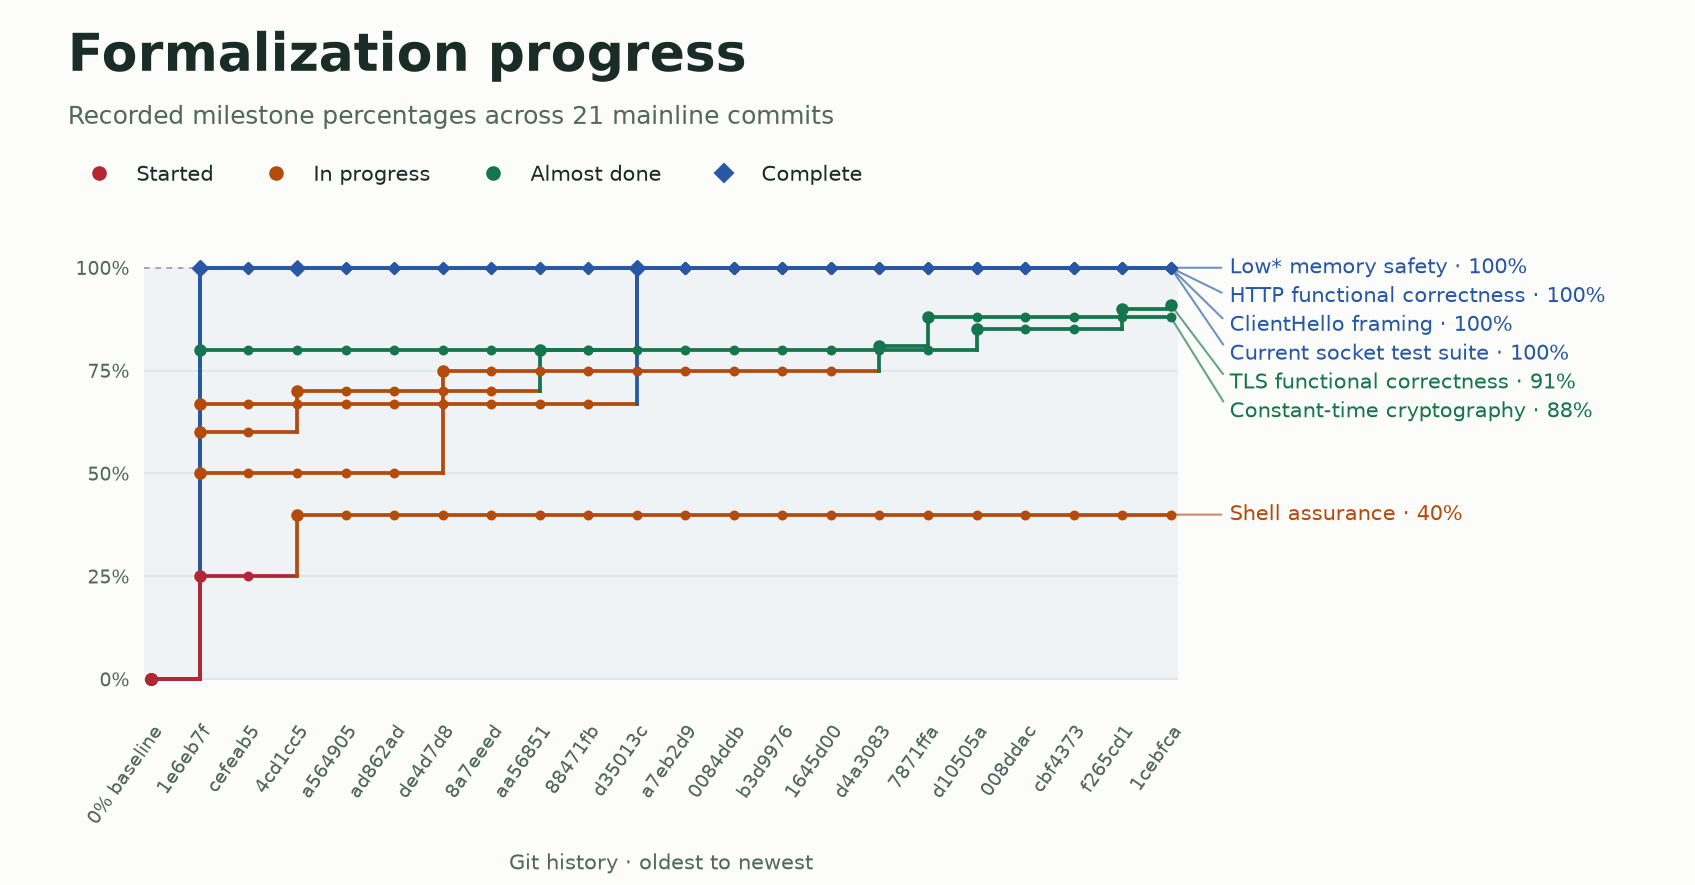 Formalization progress
Recorded milestone percentages across 21 mainline commits
Started In progress Almost done Complete
100%
75%
50%
25%
0%
Low* memory safety · 100%
HTTP functional correctness · 100%
ClientHello framing · 100%
Current socket test suite · 100%
TLS functional correctness · 91%
Constant-time cryptography · 88%
Shell assurance · 40%
0% baseline
1e6eb7f
cefeab5
4cd1cc5
a564905
ad862ad
de4d7d8
8a7eeed
aa56851
88471fb
d35013c
a7eb2d9
0084ddb
b3d9976
1645d00
d4a3083
7871ffa
d10505a
008ddac
cbf4373
f265cd1
1cebfca
Git history · oldest to newest